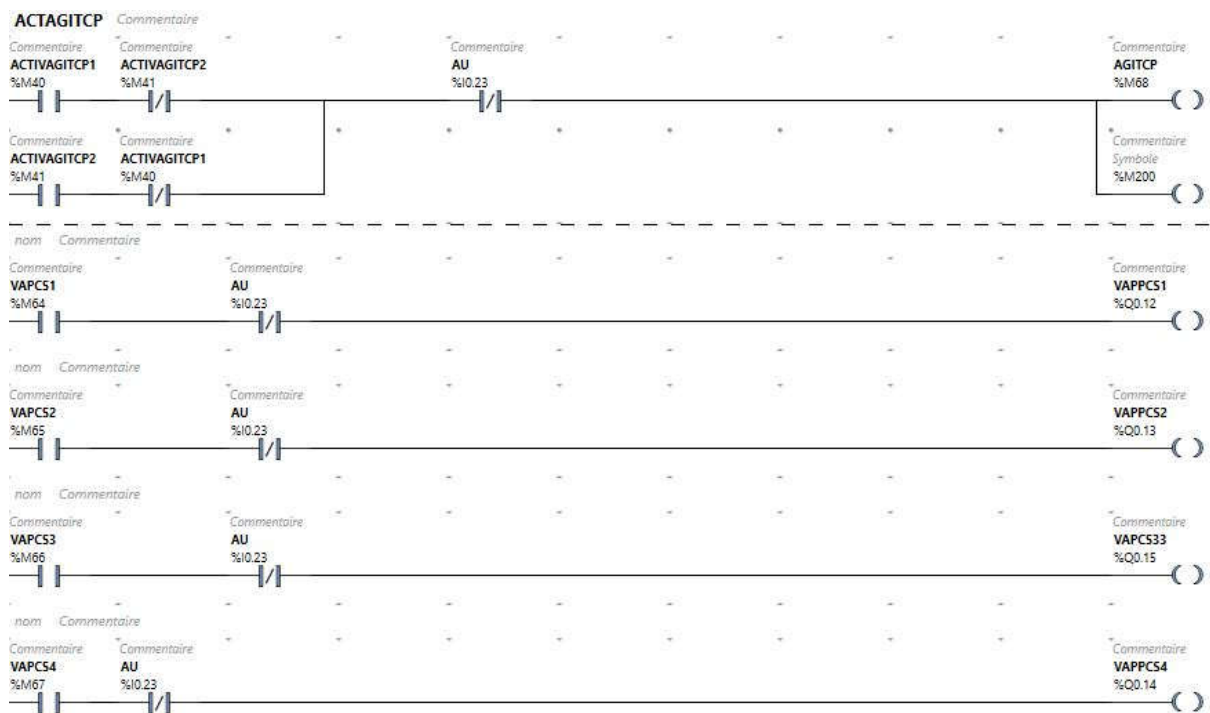 ACTAGITCP Commentaire
Commentaire Commentaire Commentaire Commentaire
ACTIVAGITCP1 ACTIVAGITCP2 AU AGITCP
%M40 %M41 %I0.23 %M68
Commentaire Commentaire Commentaire
ACTIVAGITCP2 ACTIVAGITCP1 Symbole
%M41 %M40 %M200
nom Commentaire
Commentaire Commentaire Commentaire
VAPCS1 AU VAPPCS1
%M64 %I0.23 %Q0.12
nom Commentaire
Commentaire Commentaire Commentaire
VAPCS2 AU VAPPCS2
%M65 %I0.23 %Q0.13
nom Commentaire
Commentaire Commentaire Commentaire
VAPCS3 AU VAPCS33
%M66 %I0.23 %Q0.15
nom Commentaire
Commentaire Commentaire Commentaire
VAPCS4 AU VAPPCS4
%M67 %I0.23 %Q0.14